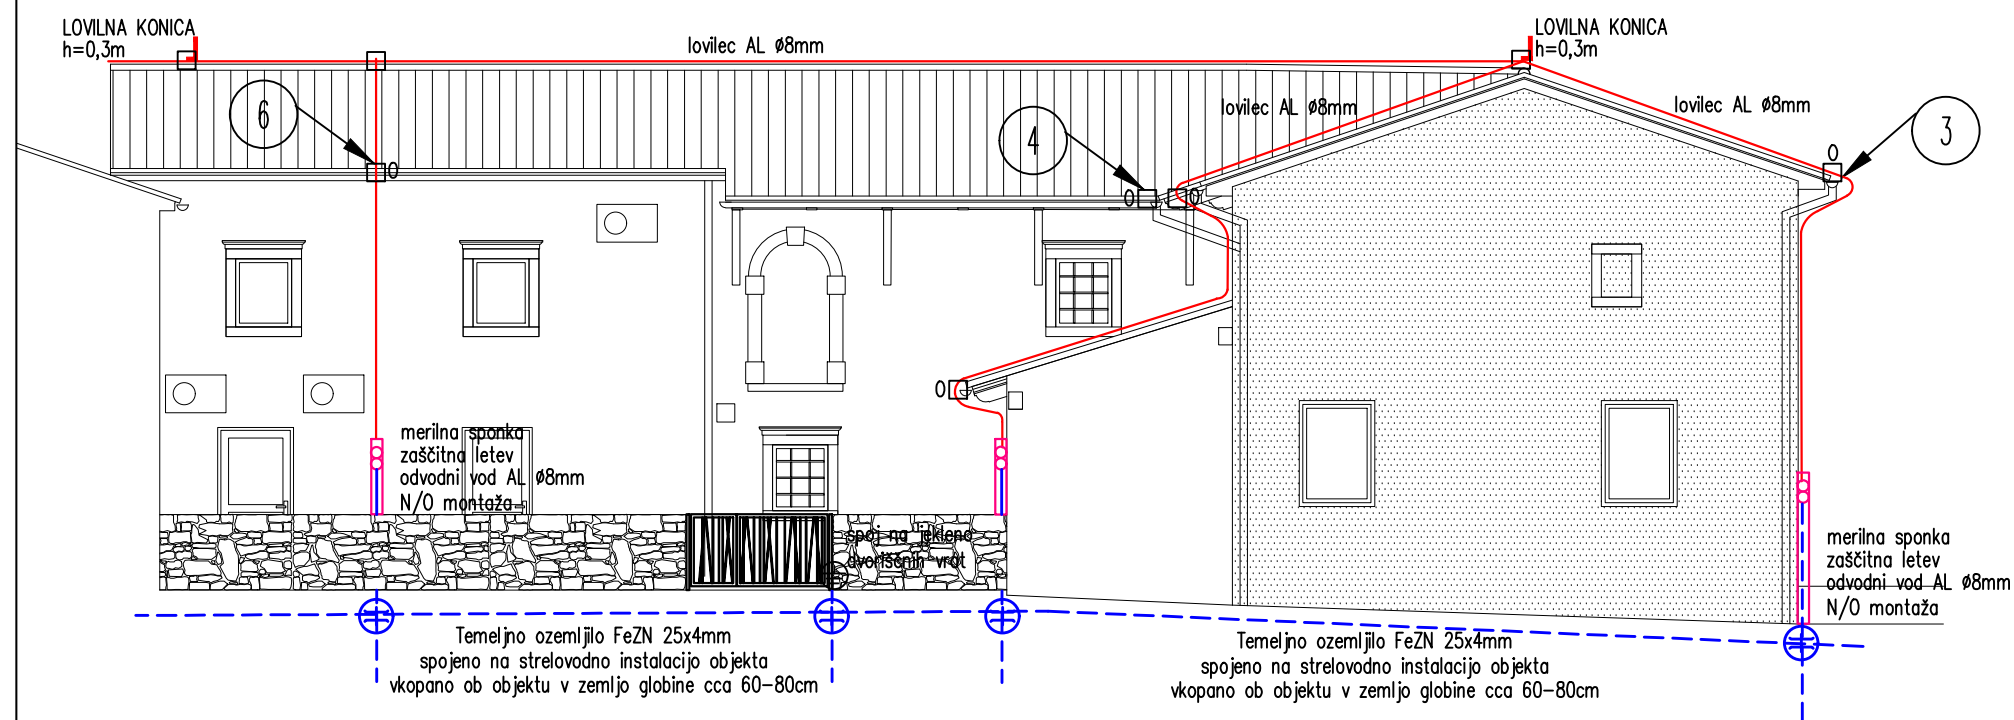 LOVILNA KONICA
h=0,3m
lovilec AL Ø8mm
LOVILNA KONICA
h=0,3m
lovilec AL Ø8mm
lovilec AL Ø8mm
6
4
3
O
O
O
O
O
merilna sponka
zaščitna letev
odvodni vod AL Ø8mm
N/O montaža
spoj na jekleno
dvoriščnih vrat
merilna sponka
zaščitna letev
odvodni vod AL Ø8mm
N/O montaža
Temeljno ozemljilo FeZN 25x4mm
spojeno na strelovodno instalacijo objekta
vkopano ob objektu v zemljo globine cca 60-80cm
Temeljno ozemljilo FeZN 25x4mm
spojeno na strelovodno instalacijo objekta
vkopano ob objektu v zemljo globine cca 60-80cm